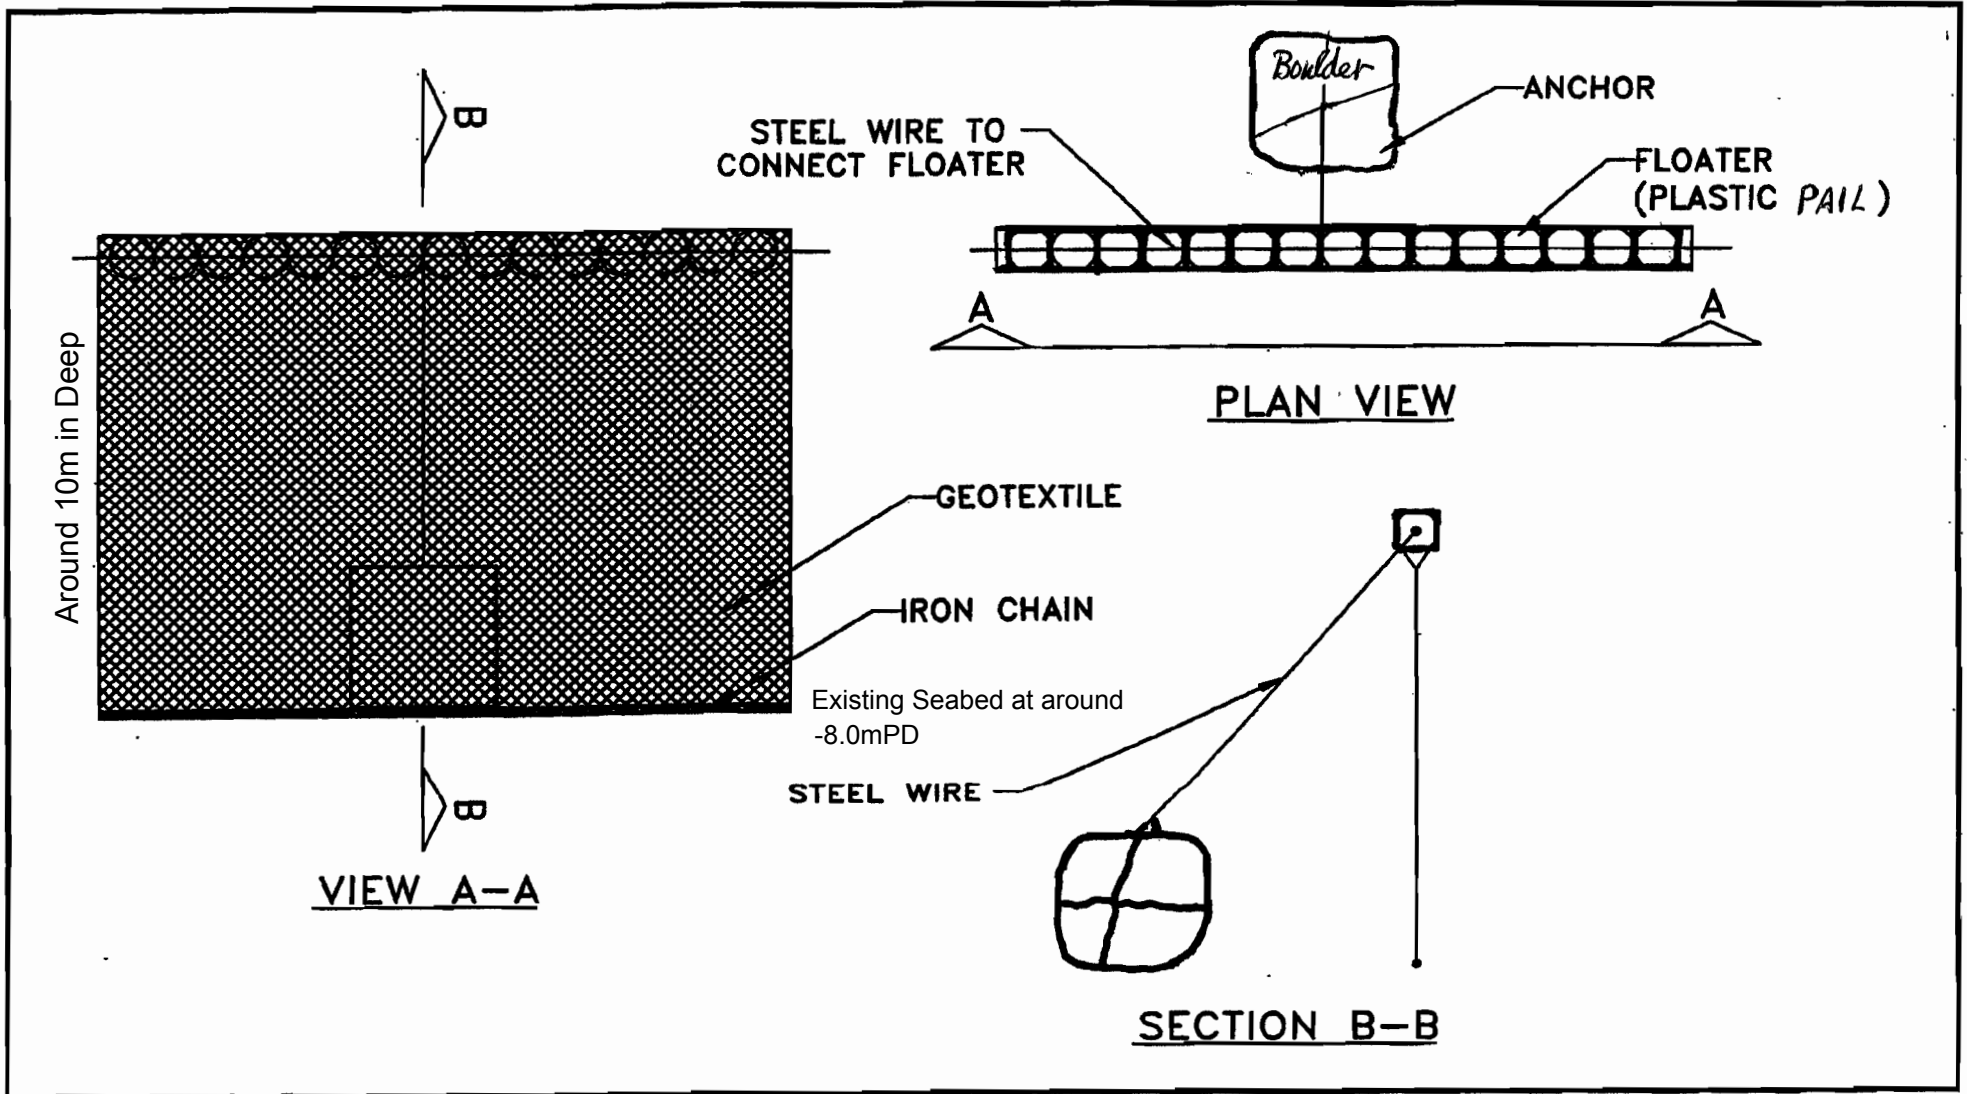 B
Around 10m in Deep
B
VIEW A-A
Boulder
ANCHOR
STEEL WIRE TO
CONNECT FLOATER
FLOATER
(PLASTIC PAIL)
A
A
PLAN VIEW
GEOTEXTILE
IRON CHAIN
Existing Seabed at around
-8.0mPD
STEEL WIRE
SECTION B-B